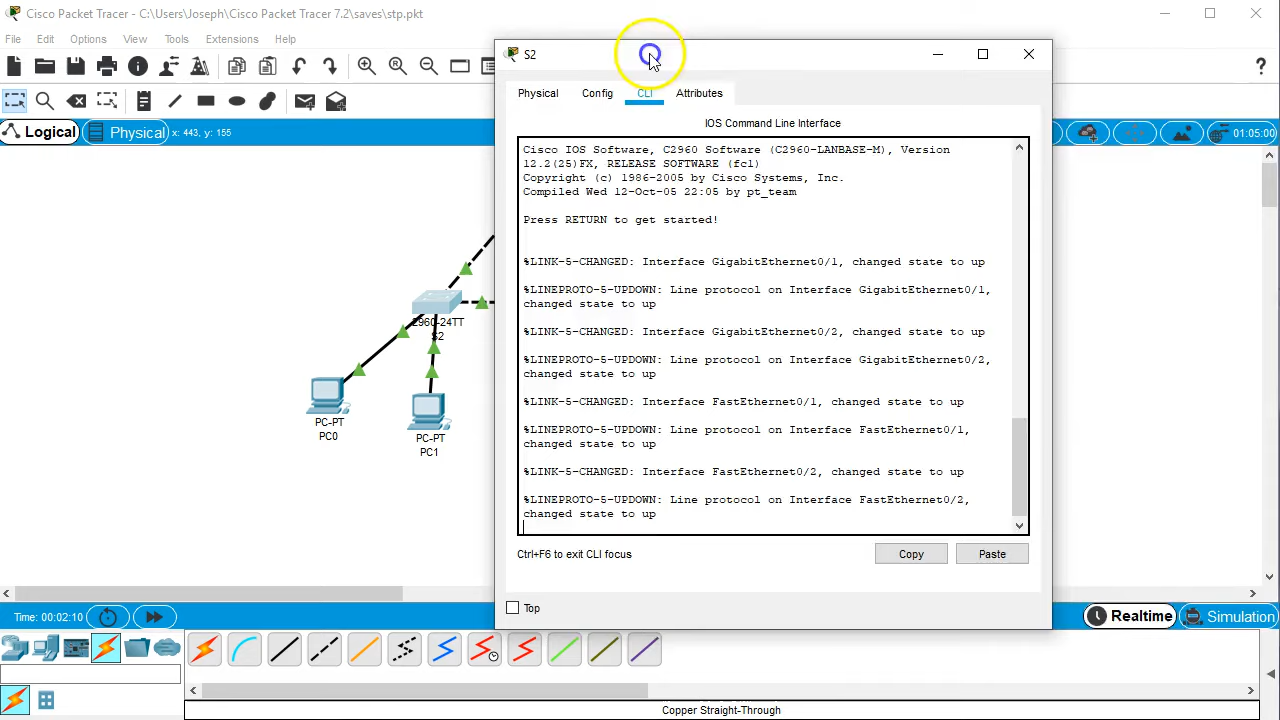 Cisco Packet Tracer - C:\Users\Joseph\Cisco Packet Tracer 7.2\saves\stp.pkt
File Edit Options View Tools Extensions Help
Logical Physical x: 443, y: 155 01:05:00
S2
Physical Config CLI Attributes
IOS Command Line Interface
Cisco IOS Software, C2960 Software (C2960-LANBASE-M), Version
12.2(25)FX, RELEASE SOFTWARE (fc1)
Copyright (c) 1986-2005 by Cisco Systems, Inc.
Compiled Wed 12-Oct-05 22:05 by pt_team
Press RETURN to get started!
%LINK-5-CHANGED: Interface GigabitEthernet0/1, changed state to up
%LINEPROTO-5-UPDOWN: Line protocol on Interface GigabitEthernet0/1,
changed state to up
%LINK-5-CHANGED: Interface GigabitEthernet0/2, changed state to up
%LINEPROTO-5-UPDOWN: Line protocol on Interface GigabitEthernet0/2,
changed state to up
%LINK-5-CHANGED: Interface FastEthernet0/1, changed state to up
%LINEPROTO-5-UPDOWN: Line protocol on Interface FastEthernet0/1,
changed state to up
%LINK-5-CHANGED: Interface FastEthernet0/2, changed state to up
%LINEPROTO-5-UPDOWN: Line protocol on Interface FastEthernet0/2,
changed state to up
Ctrl+F6 to exit CLI focus
Copy Paste
Top
2960-24TT
S2
PC-PT
PC0
PC-PT
PC1
Time: 00:02:10
Realtime Simulation
Copper Straight-Through